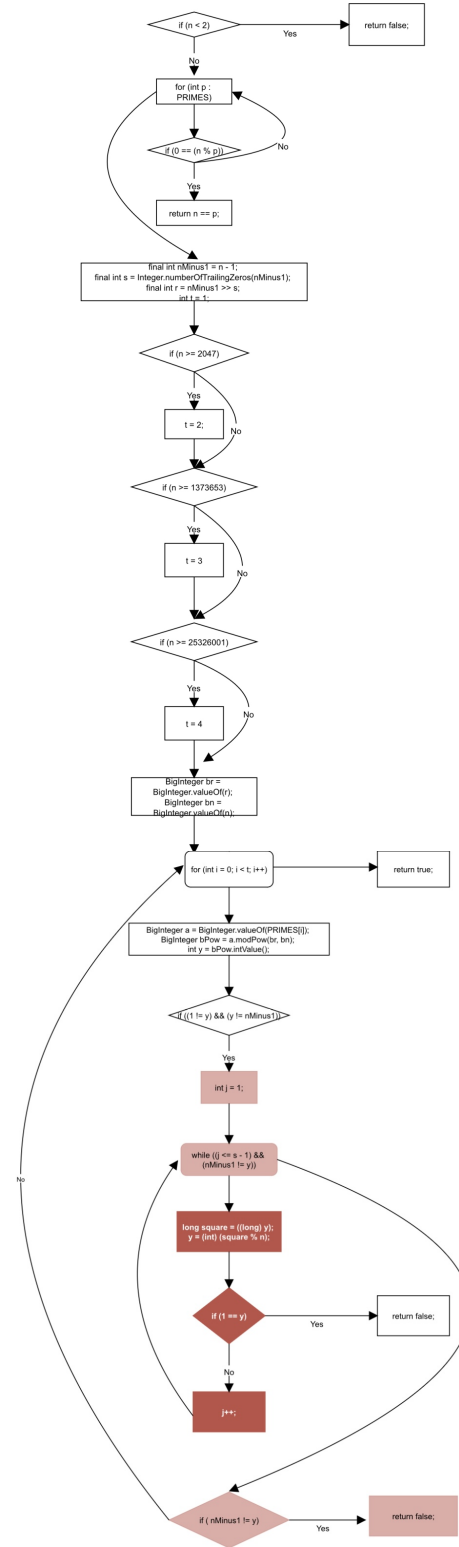 if (n < 2)
Yes
return false;
No
for (int p :
PRIMES)
if (0 == (n % p))
No
Yes
return n == p;
final int nMinus1 = n - 1;
final int s = Integer.numberOfTrailingZeros(nMinus1);
final int r = nMinus1 >> s;
int t = 1;
if (n >= 2047)
Yes
t = 2;
No
if (n >= 1373653)
Yes
t = 3
No
if (n >= 25326001)
Yes
t = 4
No
BigInteger br =
BigInteger.valueOf(r);
BigInteger bn =
BigInteger.valueOf(n);
for (int i = 0; i < t; i++)
return true;
BigInteger a = BigInteger.valueOf(PRIMES[i]);
BigInteger bPow = a.modPow(br, bn);
int y = bPow.intValue();
if ((1 != y) && (y != nMinus1))
Yes
int j = 1;
while ((j <= s - 1) &&
(nMinus1 != y))
No
long square = ((long) y);
y = (int) (square % n);
if (1 == y)
Yes
return false;
No
j++;
if ( nMinus1 != y)
Yes
return false;